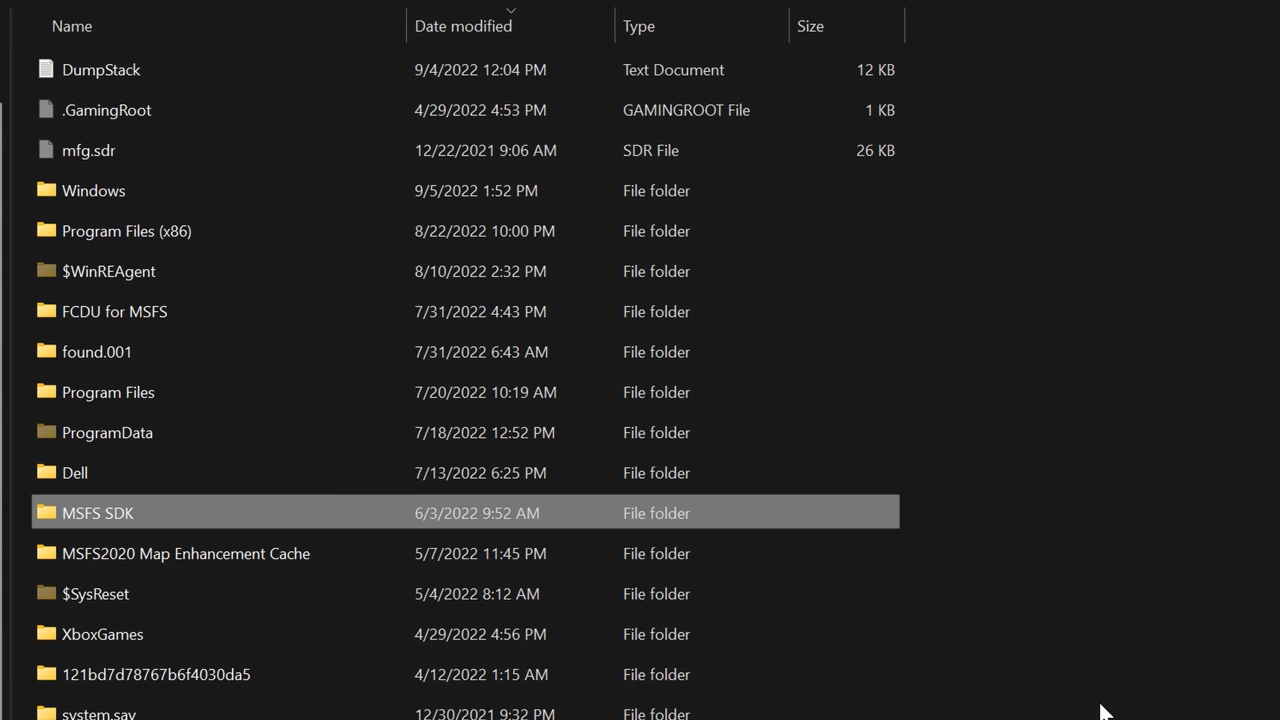 Name Date modified Type Size
DumpStack 9/4/2022 12:04 PM Text Document 12 KB
.GamingRoot 4/29/2022 4:53 PM GAMINGROOT File 1 KB
mfg.sdr 12/22/2021 9:06 AM SDR File 26 KB
Windows 9/5/2022 1:52 PM File folder
Program Files (x86) 8/22/2022 10:00 PM File folder
$WinREAgent 8/10/2022 2:32 PM File folder
FCDU for MSFS 7/31/2022 4:43 PM File folder
found.001 7/31/2022 6:43 AM File folder
Program Files 7/20/2022 10:19 AM File folder
ProgramData 7/18/2022 12:52 PM File folder
Dell 7/13/2022 6:25 PM File folder
MSFS SDK 6/3/2022 9:52 AM File folder
MSFS2020 Map Enhancement Cache 5/7/2022 11:45 PM File folder
$SysReset 5/4/2022 8:12 AM File folder
XboxGames 4/29/2022 4:56 PM File folder
121bd7d78767b6f4030da5 4/12/2022 1:15 AM File folder
system.sav 12/30/2021 9:32 PM File folder